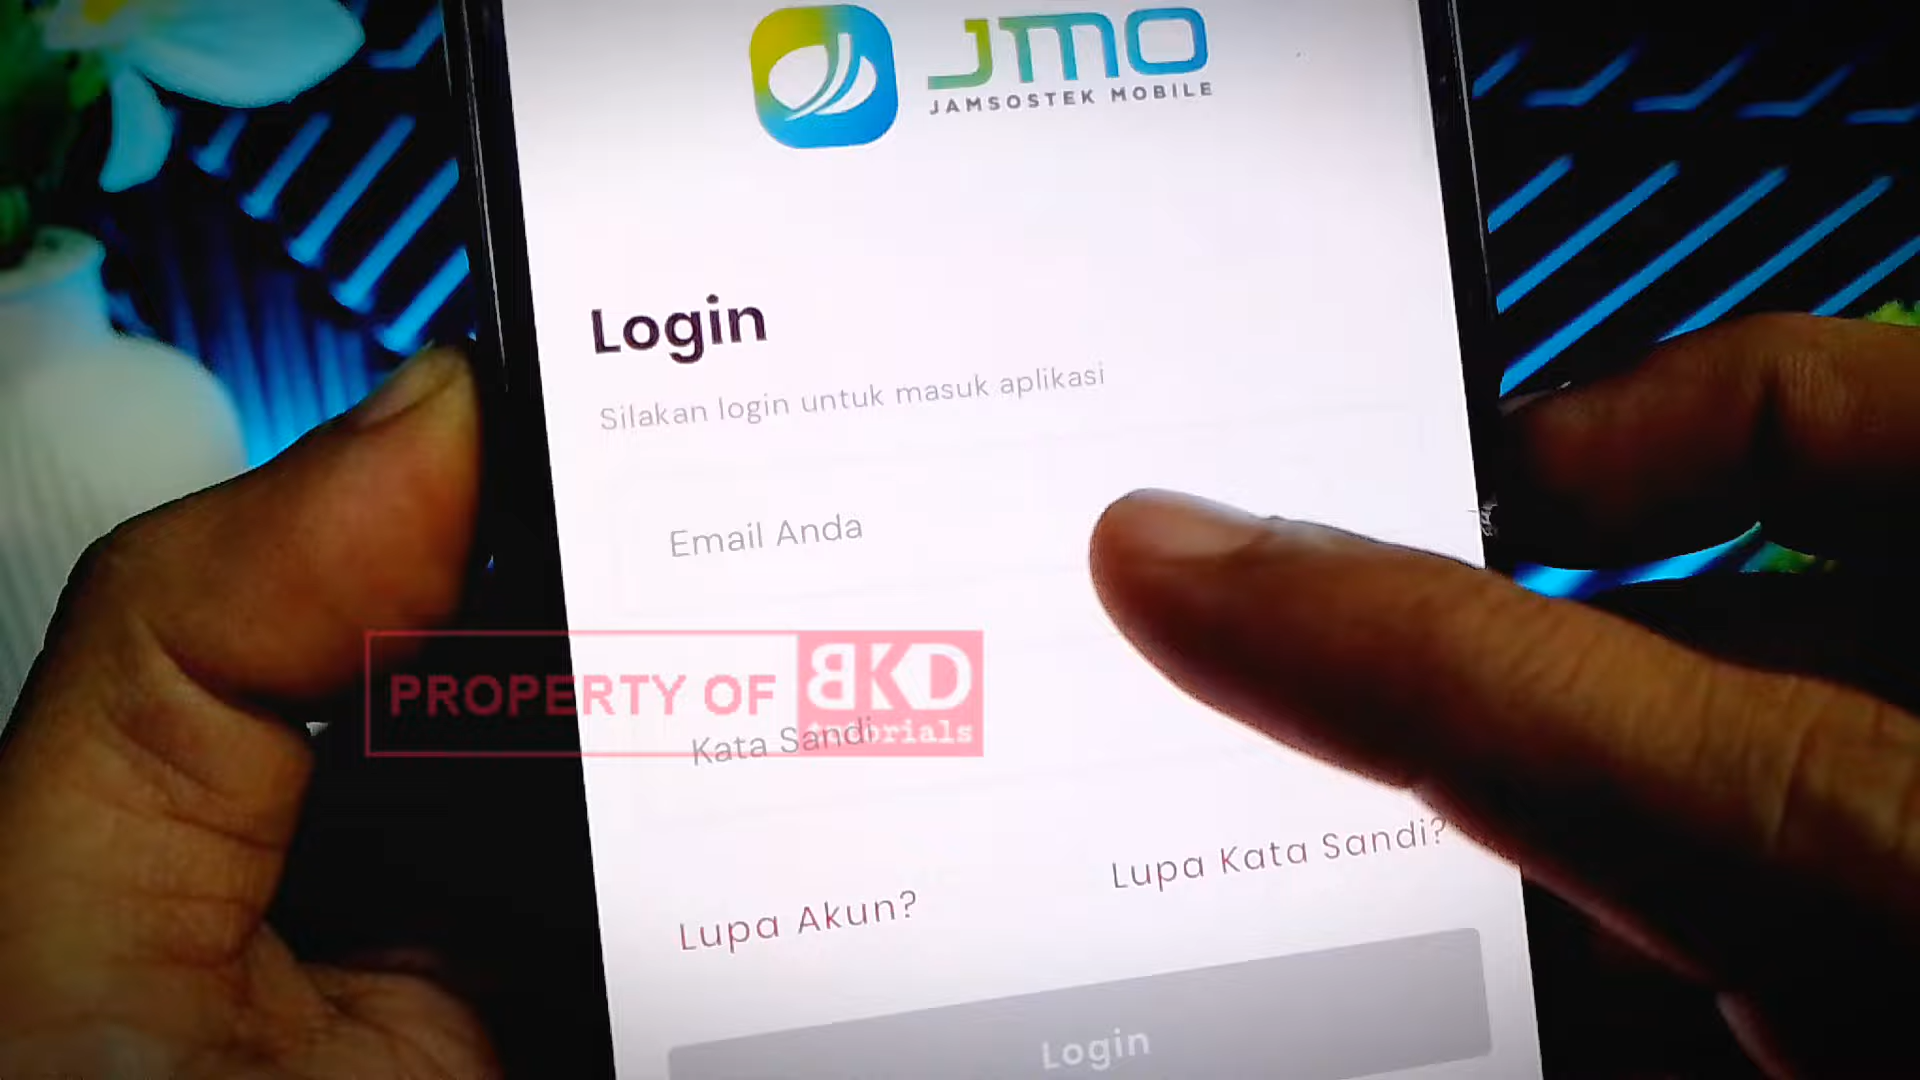 JMO
JAMSOSTEK MOBILE
Login
Silakan login untuk masuk aplikasi
Email Anda
PROPERTY OF BKD
tutorials
Kata Sandi
Lupa Akun?
Lupa Kata Sandi?
Login